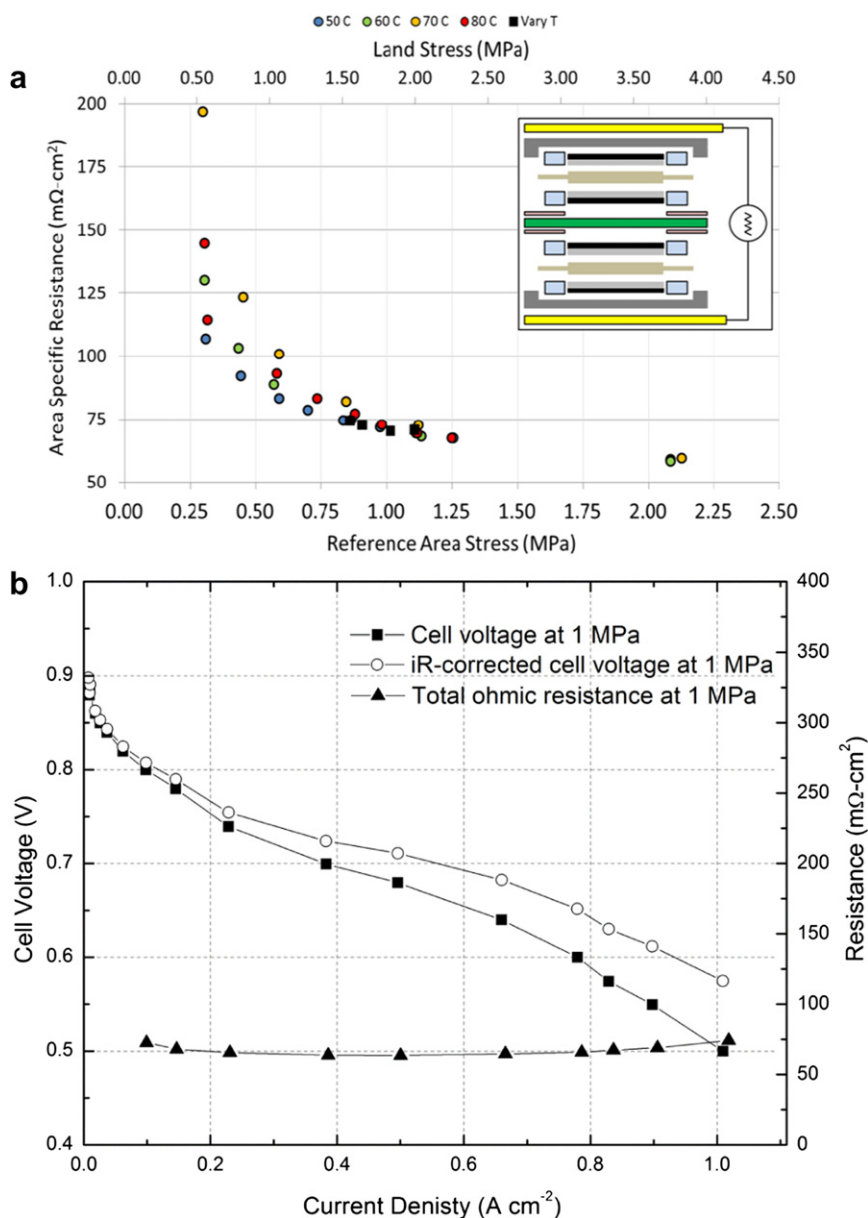 50 C 60 C 70 C 80 C Vary T
Land Stress (MPa)
0.00 0.50 1.00 1.50 2.00 2.50 3.00 3.50 4.00 4.50
a
200
175
150
125
100
75
50
Area Specific Resistance (mΩ-cm²)
0.00 0.25 0.50 0.75 1.00 1.25 1.50 1.75 2.00 2.25 2.50
Reference Area Stress (MPa)
b
1.0
0.9
0.8
0.7
0.6
0.5
0.4
Cell Voltage (V)
Cell voltage at 1 MPa
iR-corrected cell voltage at 1 MPa
Total ohmic resistance at 1 MPa
400
350
300
250
200
150
100
50
0
Resistance (mΩ-cm²)
0.0 0.2 0.4 0.6 0.8 1.0
Current Denisty (A cm⁻²)